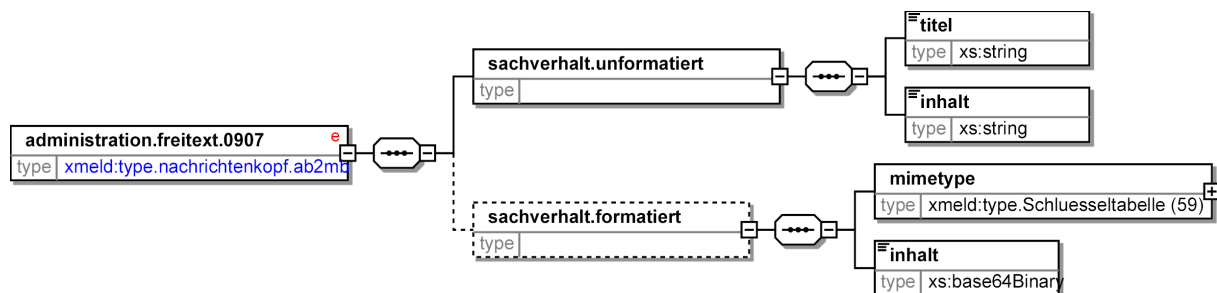 administration.freitext.0907 e
type xmeld:type.nachrichtenkopf.ab2mb
sachverhalt.unformatiert
type
titel
type xs:string
inhalt
type xs:string
sachverhalt.formatiert
type
mimetype
type xmeld:type.Schluesseltabelle (59)
inhalt
type xs:base64Binary